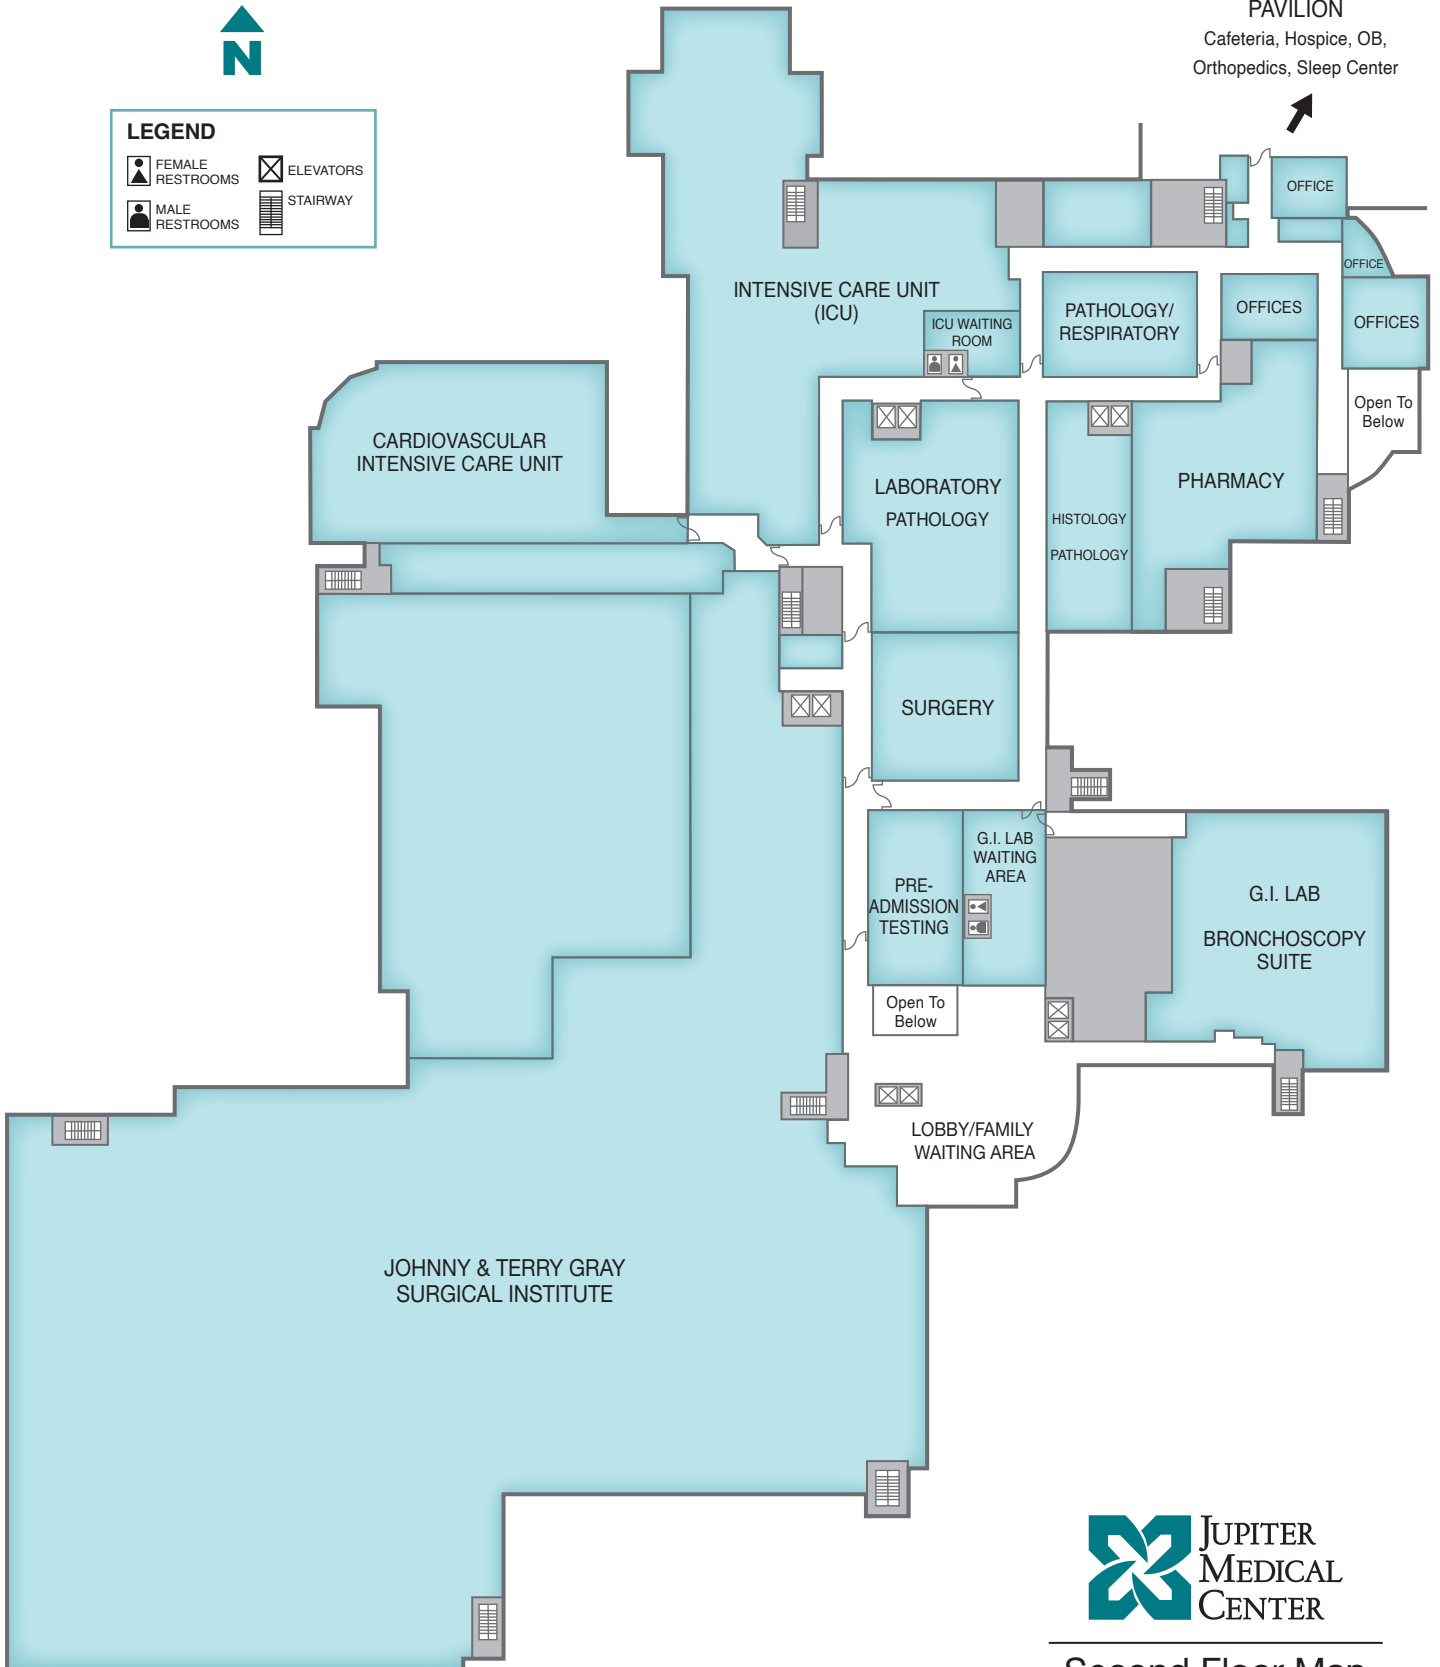 PAVILION
Cafeteria, Hospice, OB,
Orthopedics, Sleep Center
N
LEGEND
FEMALE
RESTROOMS
ELEVATORS
MALE
RESTROOMS
STAIRWAY
OFFICE
OFFICE
INTENSIVE CARE UNIT
(ICU)
ICU WAITING
ROOM
PATHOLOGY/
RESPIRATORY
OFFICES
OFFICES
Open To
Below
CARDIOVASCULAR
INTENSIVE CARE UNIT
LABORATORY
PATHOLOGY
HISTOLOGY
PATHOLOGY
PHARMACY
SURGERY
G.I. LAB
WAITING
AREA
PRE-
ADMISSION
TESTING
G.I. LAB
BRONCHOSCOPY
SUITE
Open To
Below
LOBBY/FAMILY
WAITING AREA
JOHNNY & TERRY GRAY
SURGICAL INSTITUTE
JUPITER
MEDICAL
CENTER
Second Floor Map